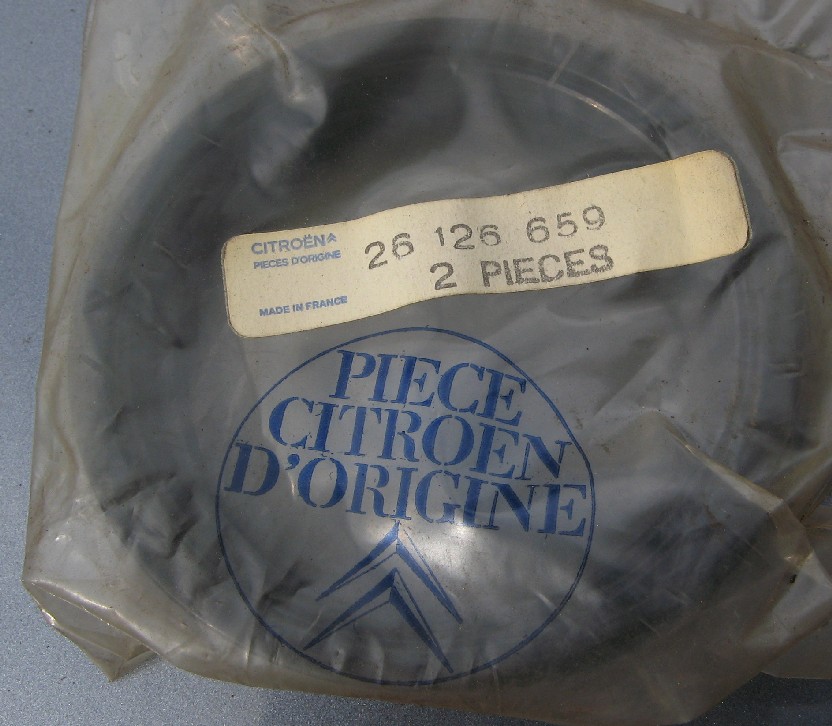 CITROËN
PIECES D'ORIGINE
26 126 659
2 PIECES
MADE IN FRANCE
PIECE
CITROEN
D'ORIGINE